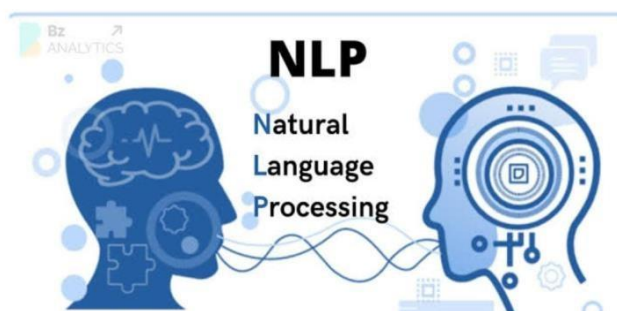 Bz
ANALYTICS
NLP
Natural
Language
Processing